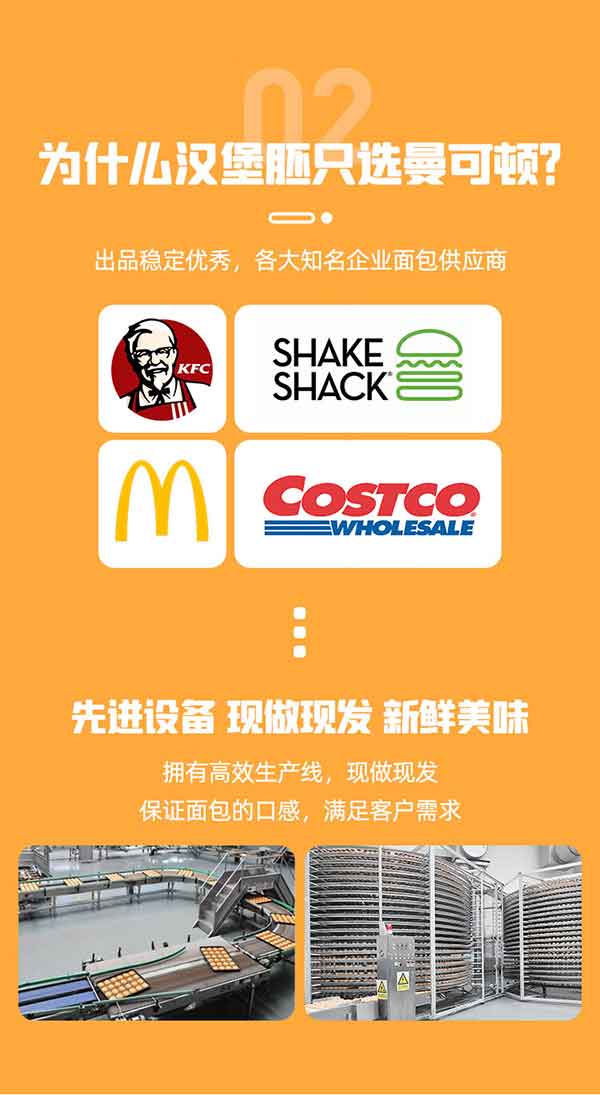 02
为什么汉堡胚只选曼可顿?
出品稳定优秀，各大知名企业面包供应商
KFC
SHAKE
SHACK®
COSTCO
WHOLESALE
先进设备 现做现发 新鲜美味
拥有高效生产线，现做现发
保证面包的口感，满足客户需求